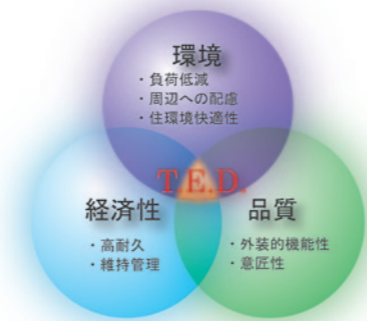 環境
・負荷低減
・周辺への配慮
・住環境快適性
T.E.D.
経済性
・高耐久
・維持管理
品質
・外装的機能性
・意匠性